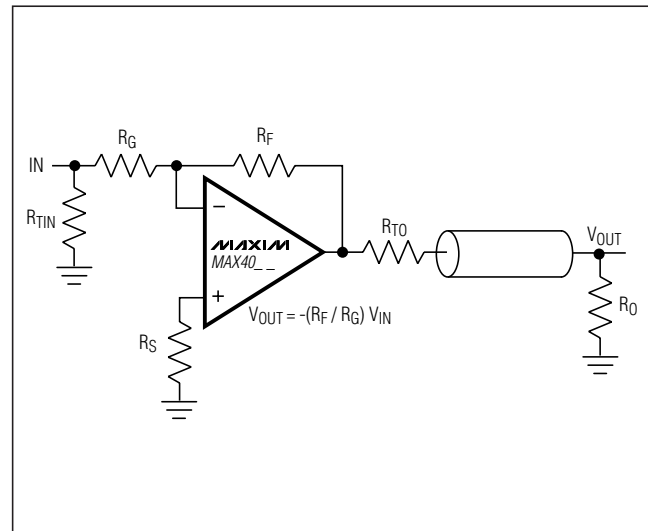 R_G
R_F
IN
R_TIN
−
MAXIM
MAX40_ _
+
R_TO
V_OUT
V_OUT = -(R_F / R_G) V_IN
R_S
R_O